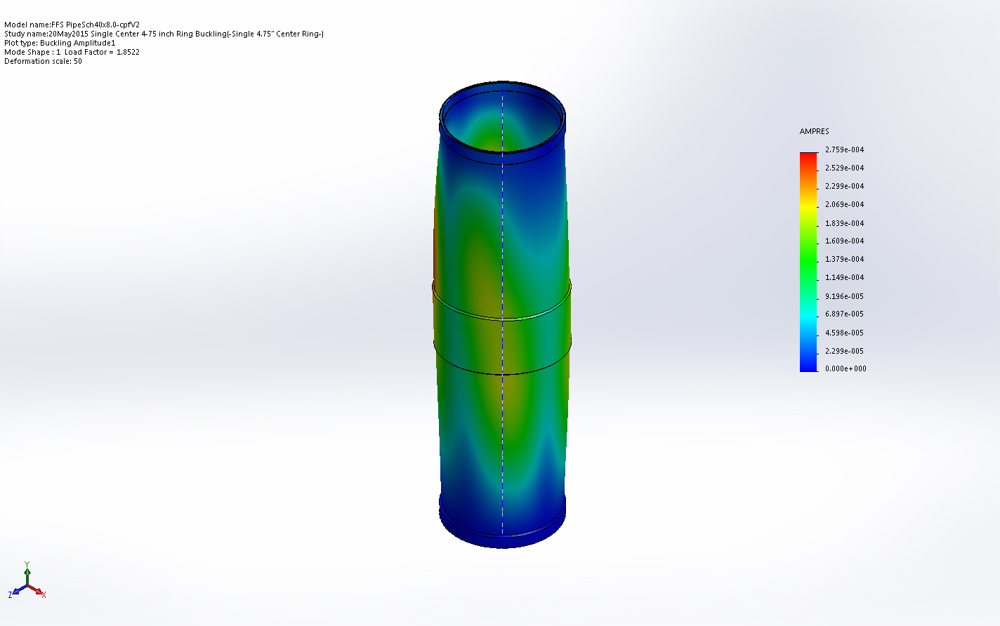 Model name:FFS PipeSch40x8.0-cpfV2
Study name:20May2015 Single Center 4-75 inch Ring Buckling(-Single 4.75" Center Ring-)
Plot type: Buckling Amplitude1
Mode Shape : 1 Load Factor = 1.8522
Deformation scale: 50
AMPRES
2.759e-004
2.529e-004
2.299e-004
2.069e-004
1.839e-004
1.609e-004
1.379e-004
1.149e-004
9.196e-005
6.897e-005
4.598e-005
2.299e-005
0.000e+000
Y
Z
X